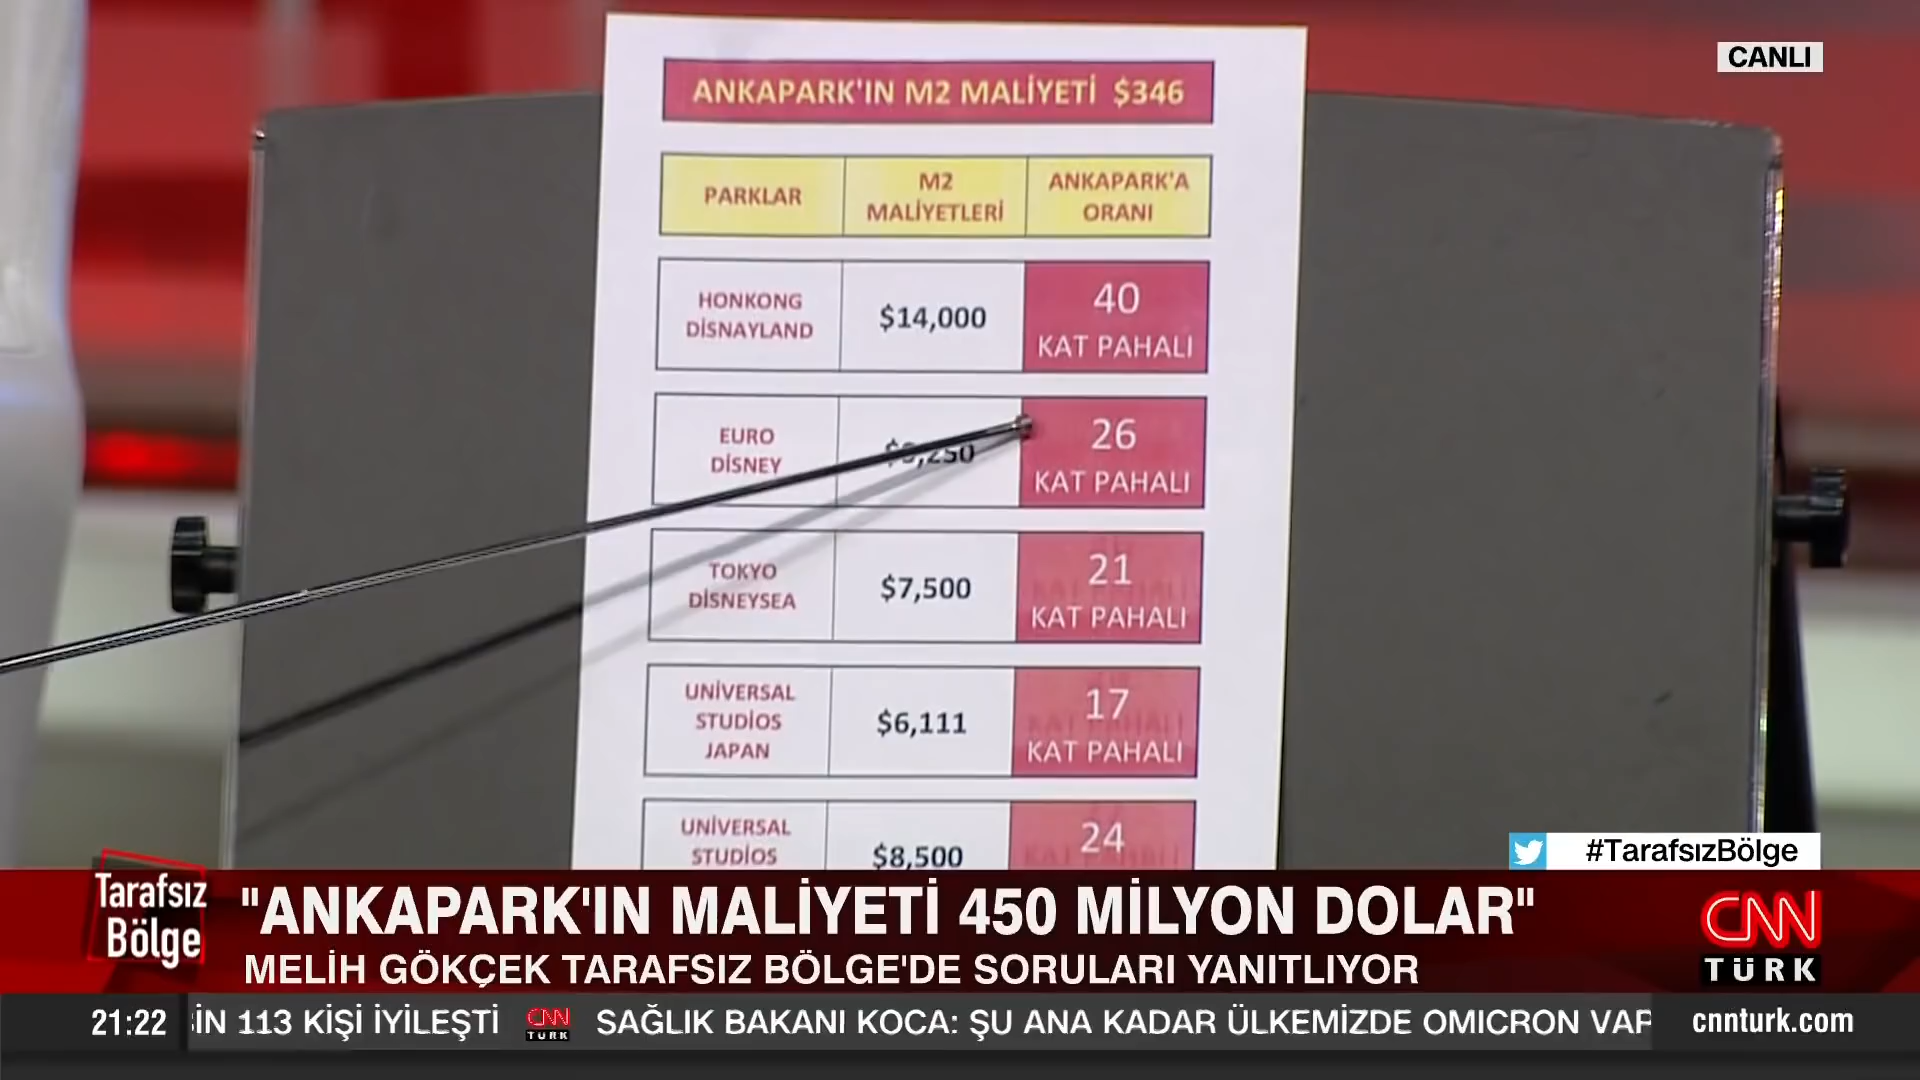 CANLI
ANKAPARK'IN M2 MALİYETİ $346
PARKLAR
M2
MALİYETLERİ
ANKAPARK'A
ORANI
HONKONG
DİSNAYLAND
$14,000
40
KAT PAHALI
EURO
DİSNEY
26
KAT PAHALI
TOKYO
DİSNEYSEA
$7,500
21
KAT PAHALI
UNİVERSAL
STUDİOS
JAPAN
$6,111
17
KAT PAHALI
UNİVERSAL
STUDİOS
$8,500
24
#TarafsızBölge
Tarafsız
Bölge
"ANKAPARK'IN MALİYETİ 450 MİLYON DOLAR"
MELİH GÖKÇEK TARAFSIZ BÖLGE'DE SORULARI YANITLIYOR
CNN
TÜRK
21:22
İN 113 KİŞİ İYİLEŞTİ
CNN
TÜRK
SAĞLIK BAKANI KOCA: ŞU ANA KADAR ÜLKEMİZDE OMICRON VAR
cnnturk.com